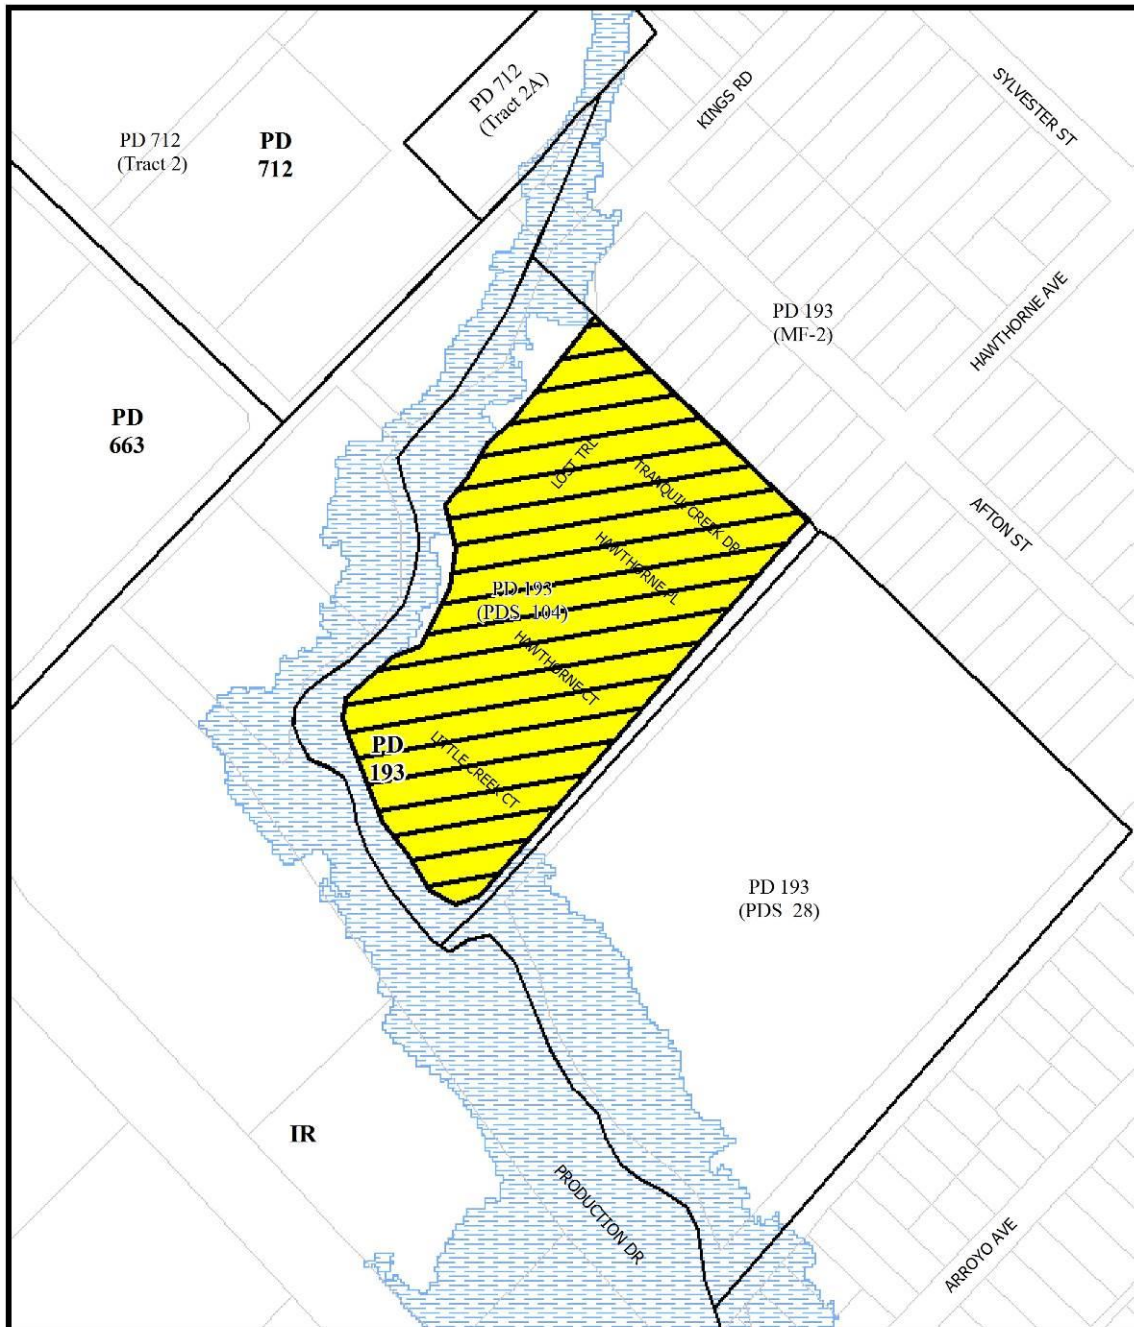 KINGS RD
SYLVESTER ST
PD 712
(Tract 2A)
PD 712
(Tract 2)
PD
712
HAWTHORNE AVE
PD 193
(MF-2)
PD
663
LOST TRL
TRANQUIL CREEK DR
AFTON ST
HAWTHORNE PL
PD 193
(PDS 104)
HAWTHORNE CT
PD
193
LITTLE CREEK CT
PD 193
(PDS 28)
IR
PRODUCTION DR
ARROYO AVE